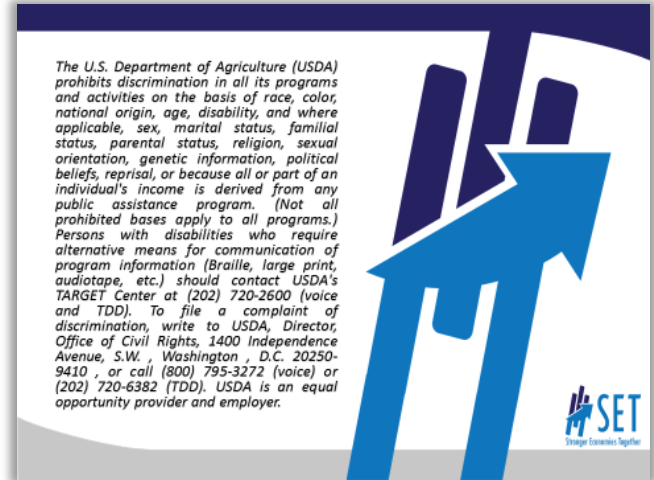 The U.S. Department of Agriculture (USDA)
prohibits discrimination in all its programs
and activities on the basis of race, color,
national origin, age, disability, and where
applicable, sex, marital status, familial
status, parental status, religion, sexual
orientation, genetic information, political
beliefs, reprisal, or because all or part of an
individual's income is derived from any
public assistance program. (Not all
prohibited bases apply to all programs.)
Persons with disabilities who require
alternative means for communication of
program information (Braille, large print,
audiotape, etc.) should contact USDA's
TARGET Center at (202) 720-2600 (voice
and TDD). To file a complaint of
discrimination, write to USDA, Director,
Office of Civil Rights, 1400 Independence
Avenue, S.W. , Washington , D.C. 20250-
9410 , or call (800) 795-3272 (voice) or
(202) 720-6382 (TDD). USDA is an equal
opportunity provider and employer.
SET
Stronger Economies Together